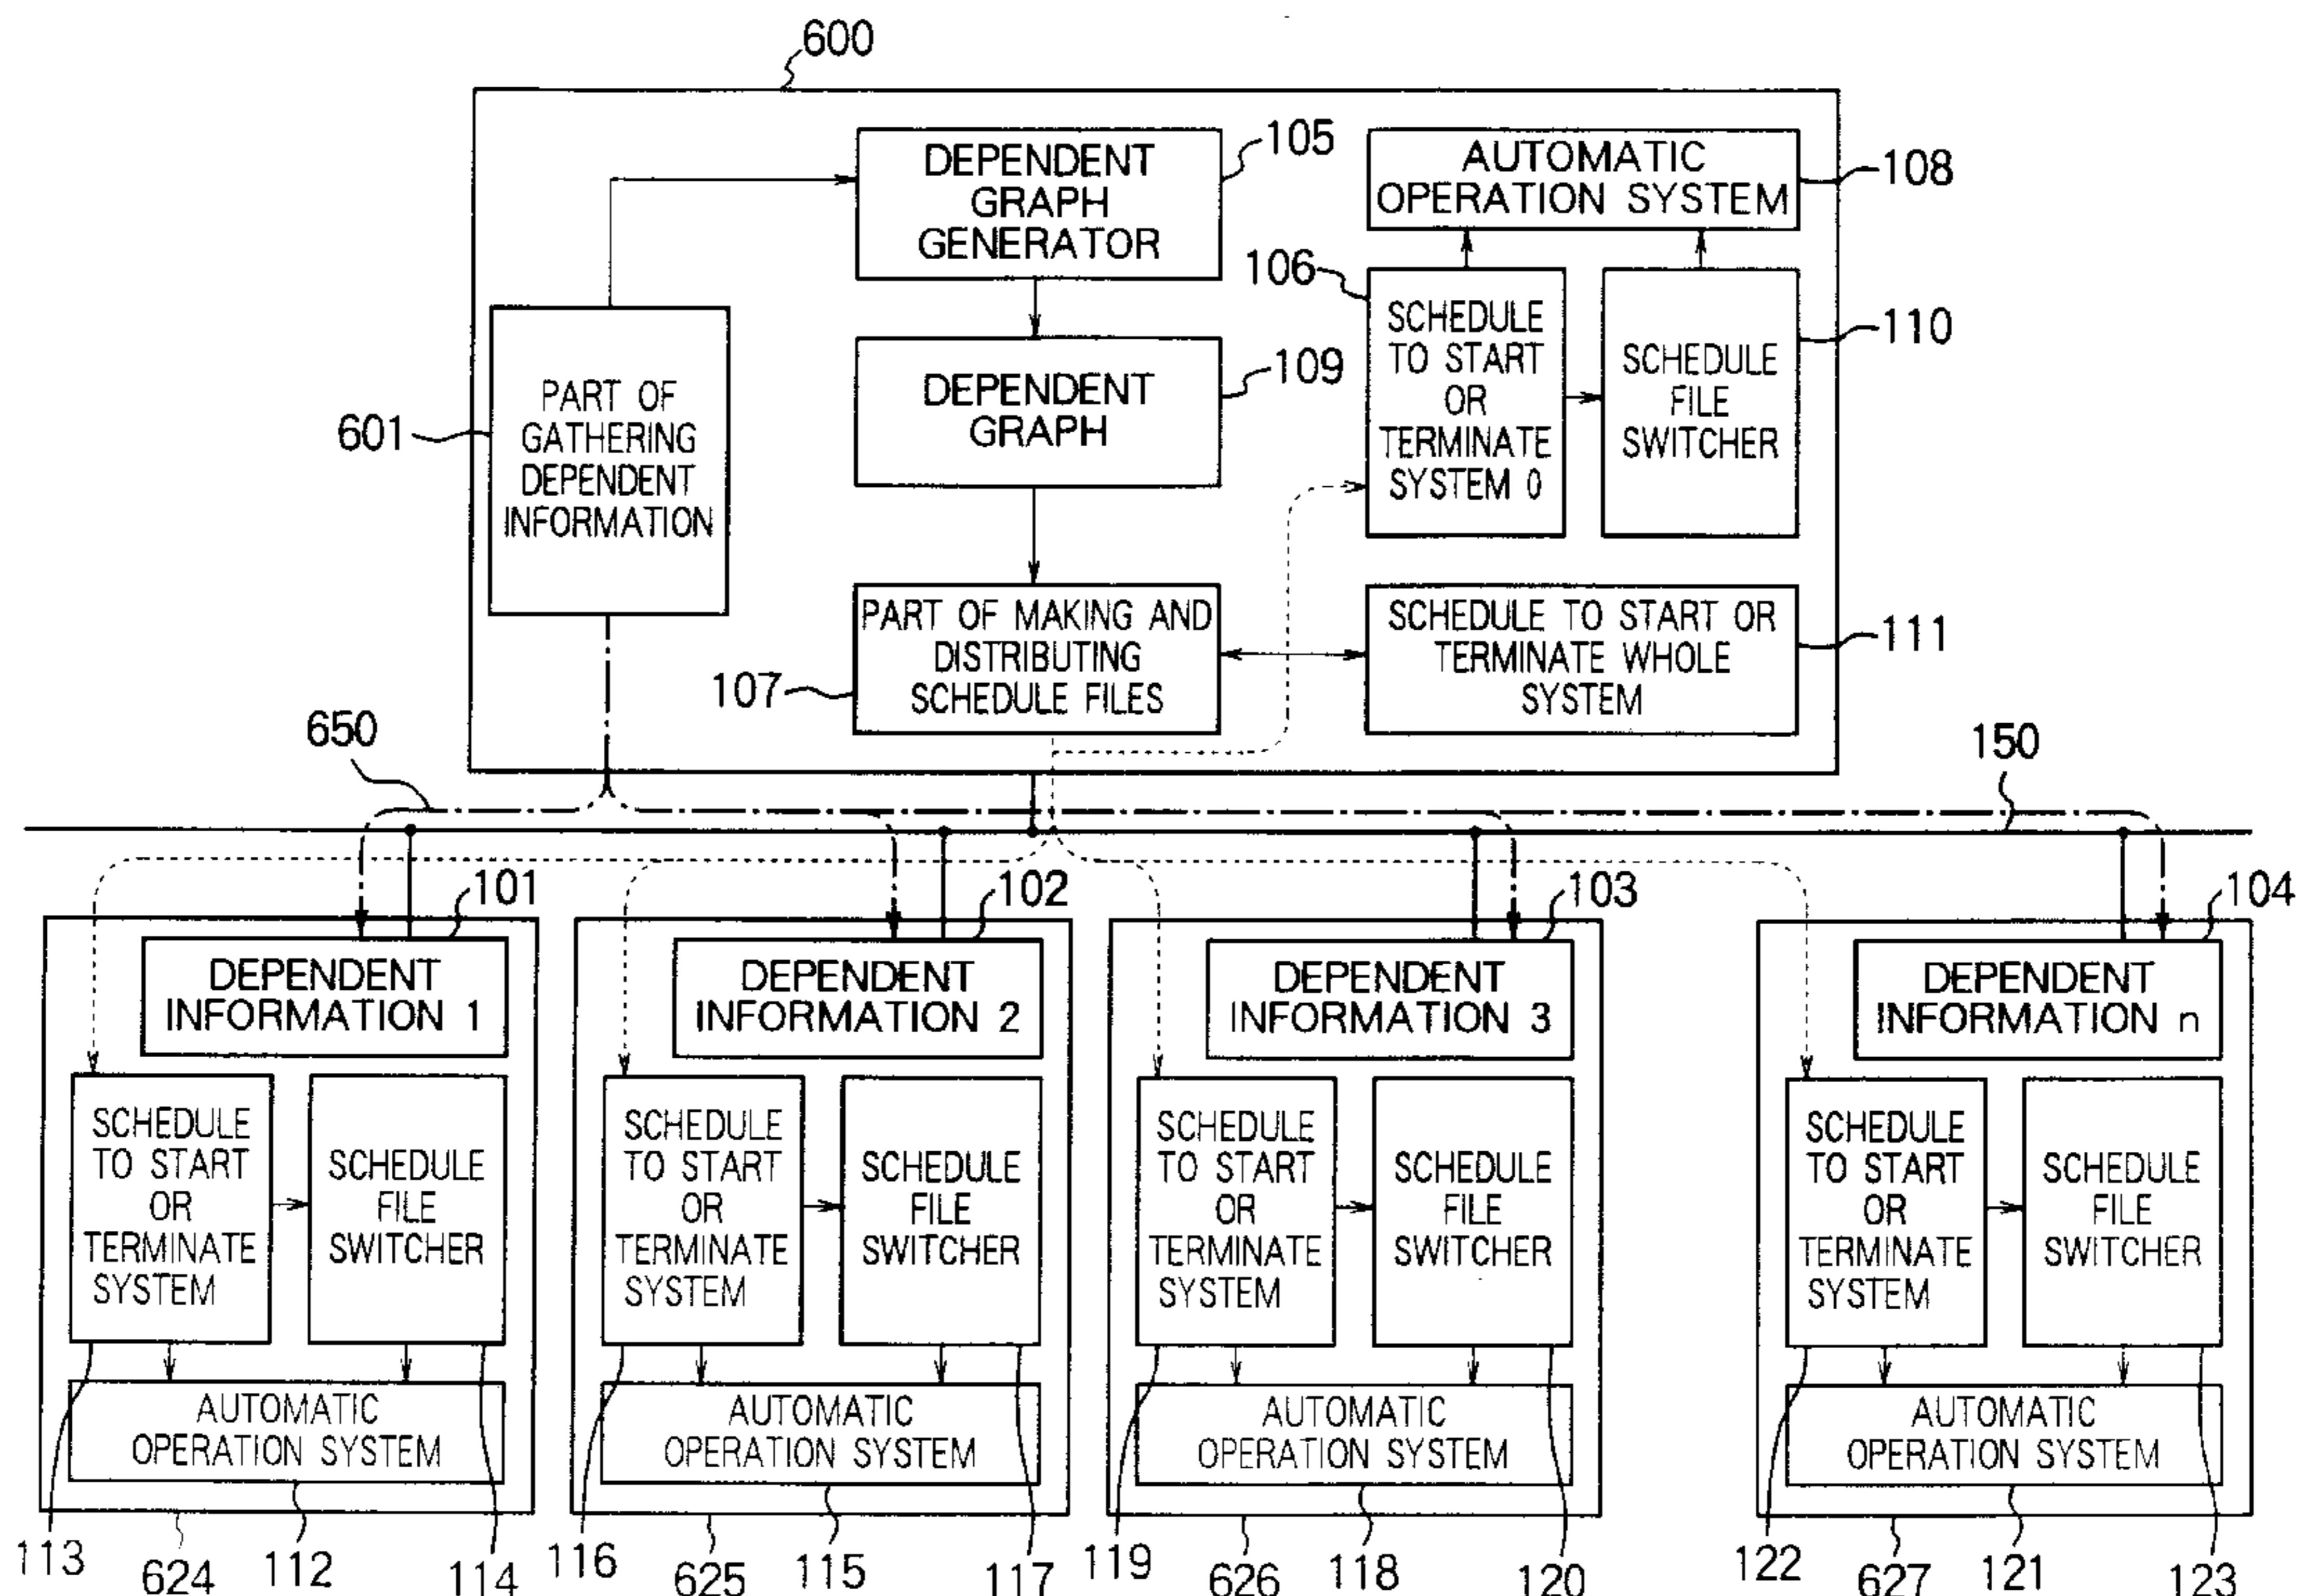 600
DEPENDENT
GRAPH
GENERATOR
105
AUTOMATIC
OPERATION SYSTEM
108
106
SCHEDULE
TO START
OR
TERMINATE
SYSTEM 0
SCHEDULE
FILE
SWITCHER
110
601
PART OF
GATHERING
DEPENDENT
INFORMATION
DEPENDENT
GRAPH
109
107
PART OF MAKING AND
DISTRIBUTING
SCHEDULE FILES
SCHEDULE TO START OR
TERMINATE WHOLE
SYSTEM
111
650
150
101
DEPENDENT
INFORMATION 1
SCHEDULE
TO START
OR
TERMINATE
SYSTEM
SCHEDULE
FILE
SWITCHER
AUTOMATIC
OPERATION SYSTEM
113
624
112
114
102
DEPENDENT
INFORMATION 2
SCHEDULE
TO START
OR
TERMINATE
SYSTEM
SCHEDULE
FILE
SWITCHER
AUTOMATIC
OPERATION SYSTEM
116
625
115
117
103
DEPENDENT
INFORMATION 3
SCHEDULE
TO START
OR
TERMINATE
SYSTEM
SCHEDULE
FILE
SWITCHER
AUTOMATIC
OPERATION SYSTEM
119
626
118
120
104
DEPENDENT
INFORMATION n
SCHEDULE
TO START
OR
TERMINATE
SYSTEM
SCHEDULE
FILE
SWITCHER
AUTOMATIC
OPERATION SYSTEM
122
627
121
123